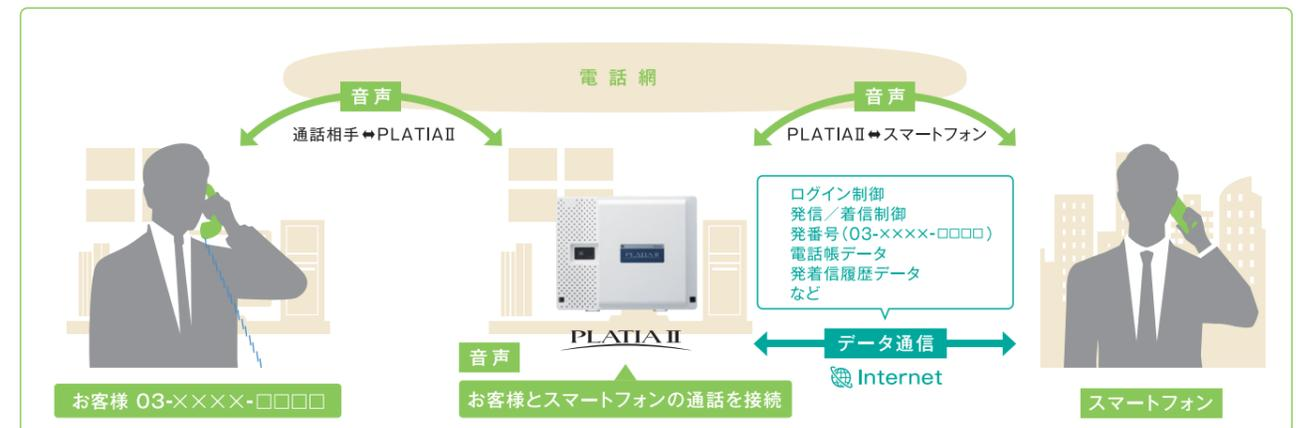 電話網
音声
音声
通話相手⬌PLATIAⅡ
PLATIAⅡ⬌スマートフォン
ログイン制御
発信／着信制御
発番号(03-××××-□□□□)
電話帳データ
発着信履歴データ
など
PLATIA Ⅱ
PLATIA Ⅱ
データ通信
Internet
音声
お客様 03-××××-□□□□
お客様とスマートフォンの通話を接続
スマートフォン